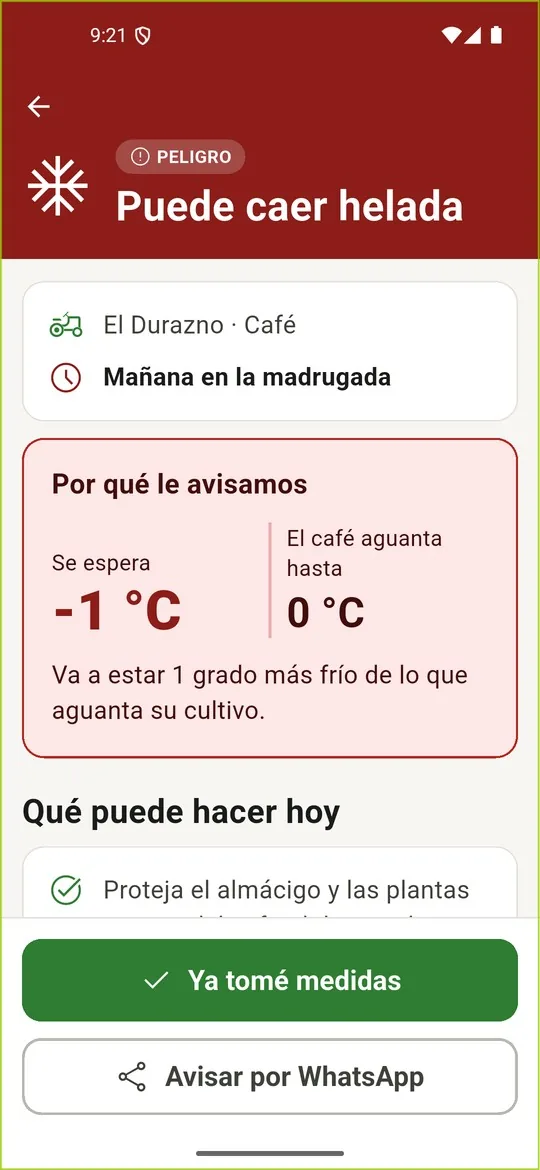 9:21
PELIGRO
Puede caer helada
El Durazno · Café
Mañana en la madrugada
Por qué le avisamos
Se espera
-1 °C
El café aguanta
hasta
0 °C
Va a estar 1 grado más frío de lo que
aguanta su cultivo.
Qué puede hacer hoy
Proteja el almácigo y las plantas
Ya tomé medidas
Avisar por WhatsApp